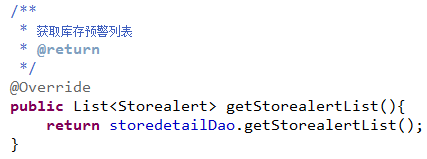 /**
 * 获取库存预警列表
 * @return
 */
@Override
public List<Storealert> getStorealertList(){
    return storedetailDao.getStorealertList();
}